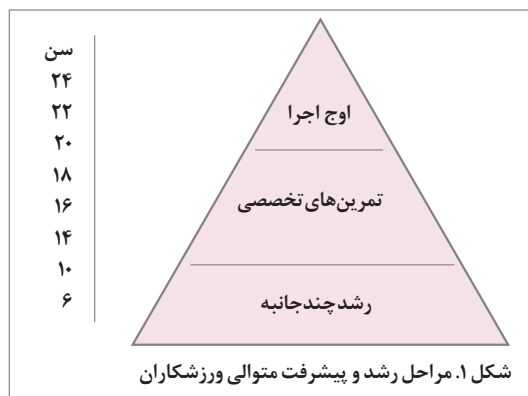 سن
۲۴
۲۲
۲۰
۱۸
۱۶
۱۴
۱۰
۶
اوج اجرا
تمرین‌های تخصصی
رشد چندجانبه
شکل ۱. مراحل رشد و پیشرفت متوالی ورزشکاران